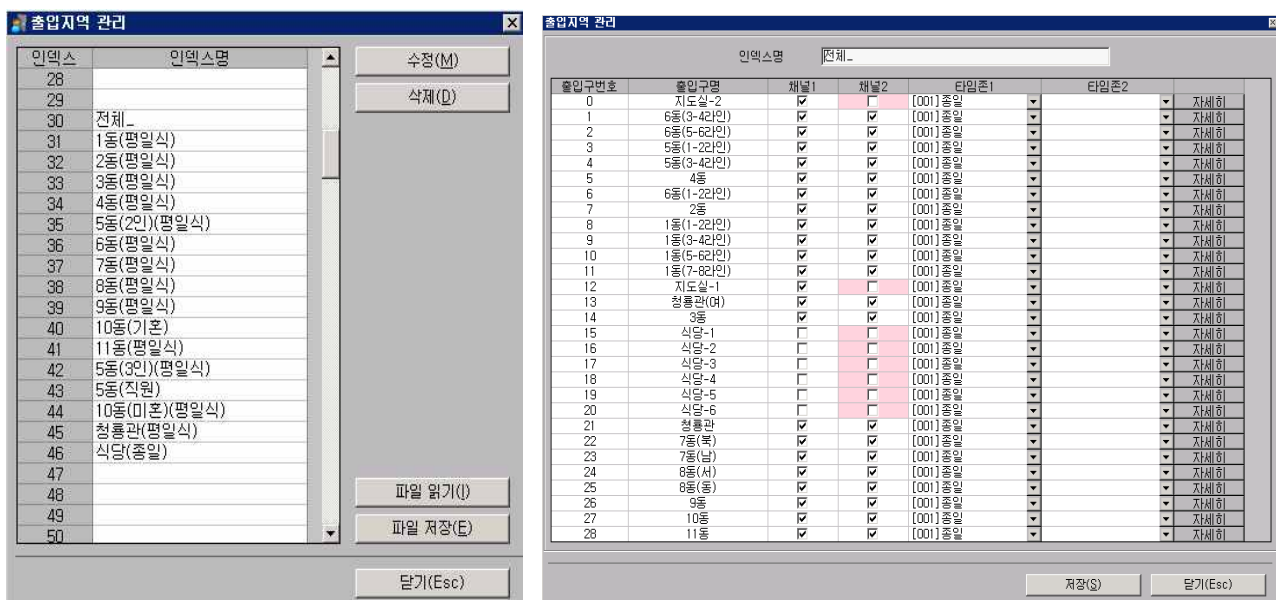 출입지역 관리
인덱스 인덱스명
28
29
30 전체_
31 1동(평일식)
32 2동(평일식)
33 3동(평일식)
34 4동(평일식)
35 5동(2인)(평일식)
36 6동(평일식)
37 7동(평일식)
38 8동(평일식)
39 9동(평일식)
40 10동(기혼)
41 11동(평일식)
42 5동(3인)(평일식)
43 5동(직원)
44 10동(미혼)(평일식)
45 청룡관(평일식)
46 식당(종일)
47
48
49
50
수정(M)
삭제(D)
파일 읽기(I)
파일 저장(E)
닫기(Esc)
출입지역 관리
인덱스명 전체_
출입구번호 출입구명 채널1 채널2 타임존1 타임존2
0 지도실-2 [001]종일 자세히
1 6동(3-4라인) [001]종일 자세히
2 6동(5-6라인) [001]종일 자세히
3 5동(1-2라인) [001]종일 자세히
4 5동(3-4라인) [001]종일 자세히
5 4동 [001]종일 자세히
6 6동(1-2라인) [001]종일 자세히
7 2동 [001]종일 자세히
8 1동(1-2라인) [001]종일 자세히
9 1동(3-4라인) [001]종일 자세히
10 1동(5-6라인) [001]종일 자세히
11 1동(7-8라인) [001]종일 자세히
12 지도실-1 [001]종일 자세히
13 청룡관(여) [001]종일 자세히
14 3동 [001]종일 자세히
15 식당-1 [001]종일 자세히
16 식당-2 [001]종일 자세히
17 식당-3 [001]종일 자세히
18 식당-4 [001]종일 자세히
19 식당-5 [001]종일 자세히
20 식당-6 [001]종일 자세히
21 청룡관 [001]종일 자세히
22 7동(북) [001]종일 자세히
23 7동(남) [001]종일 자세히
24 8동(서) [001]종일 자세히
25 8동(동) [001]종일 자세히
26 9동 [001]종일 자세히
27 10동 [001]종일 자세히
28 11동 [001]종일 자세히
저장(S) 닫기(Esc)